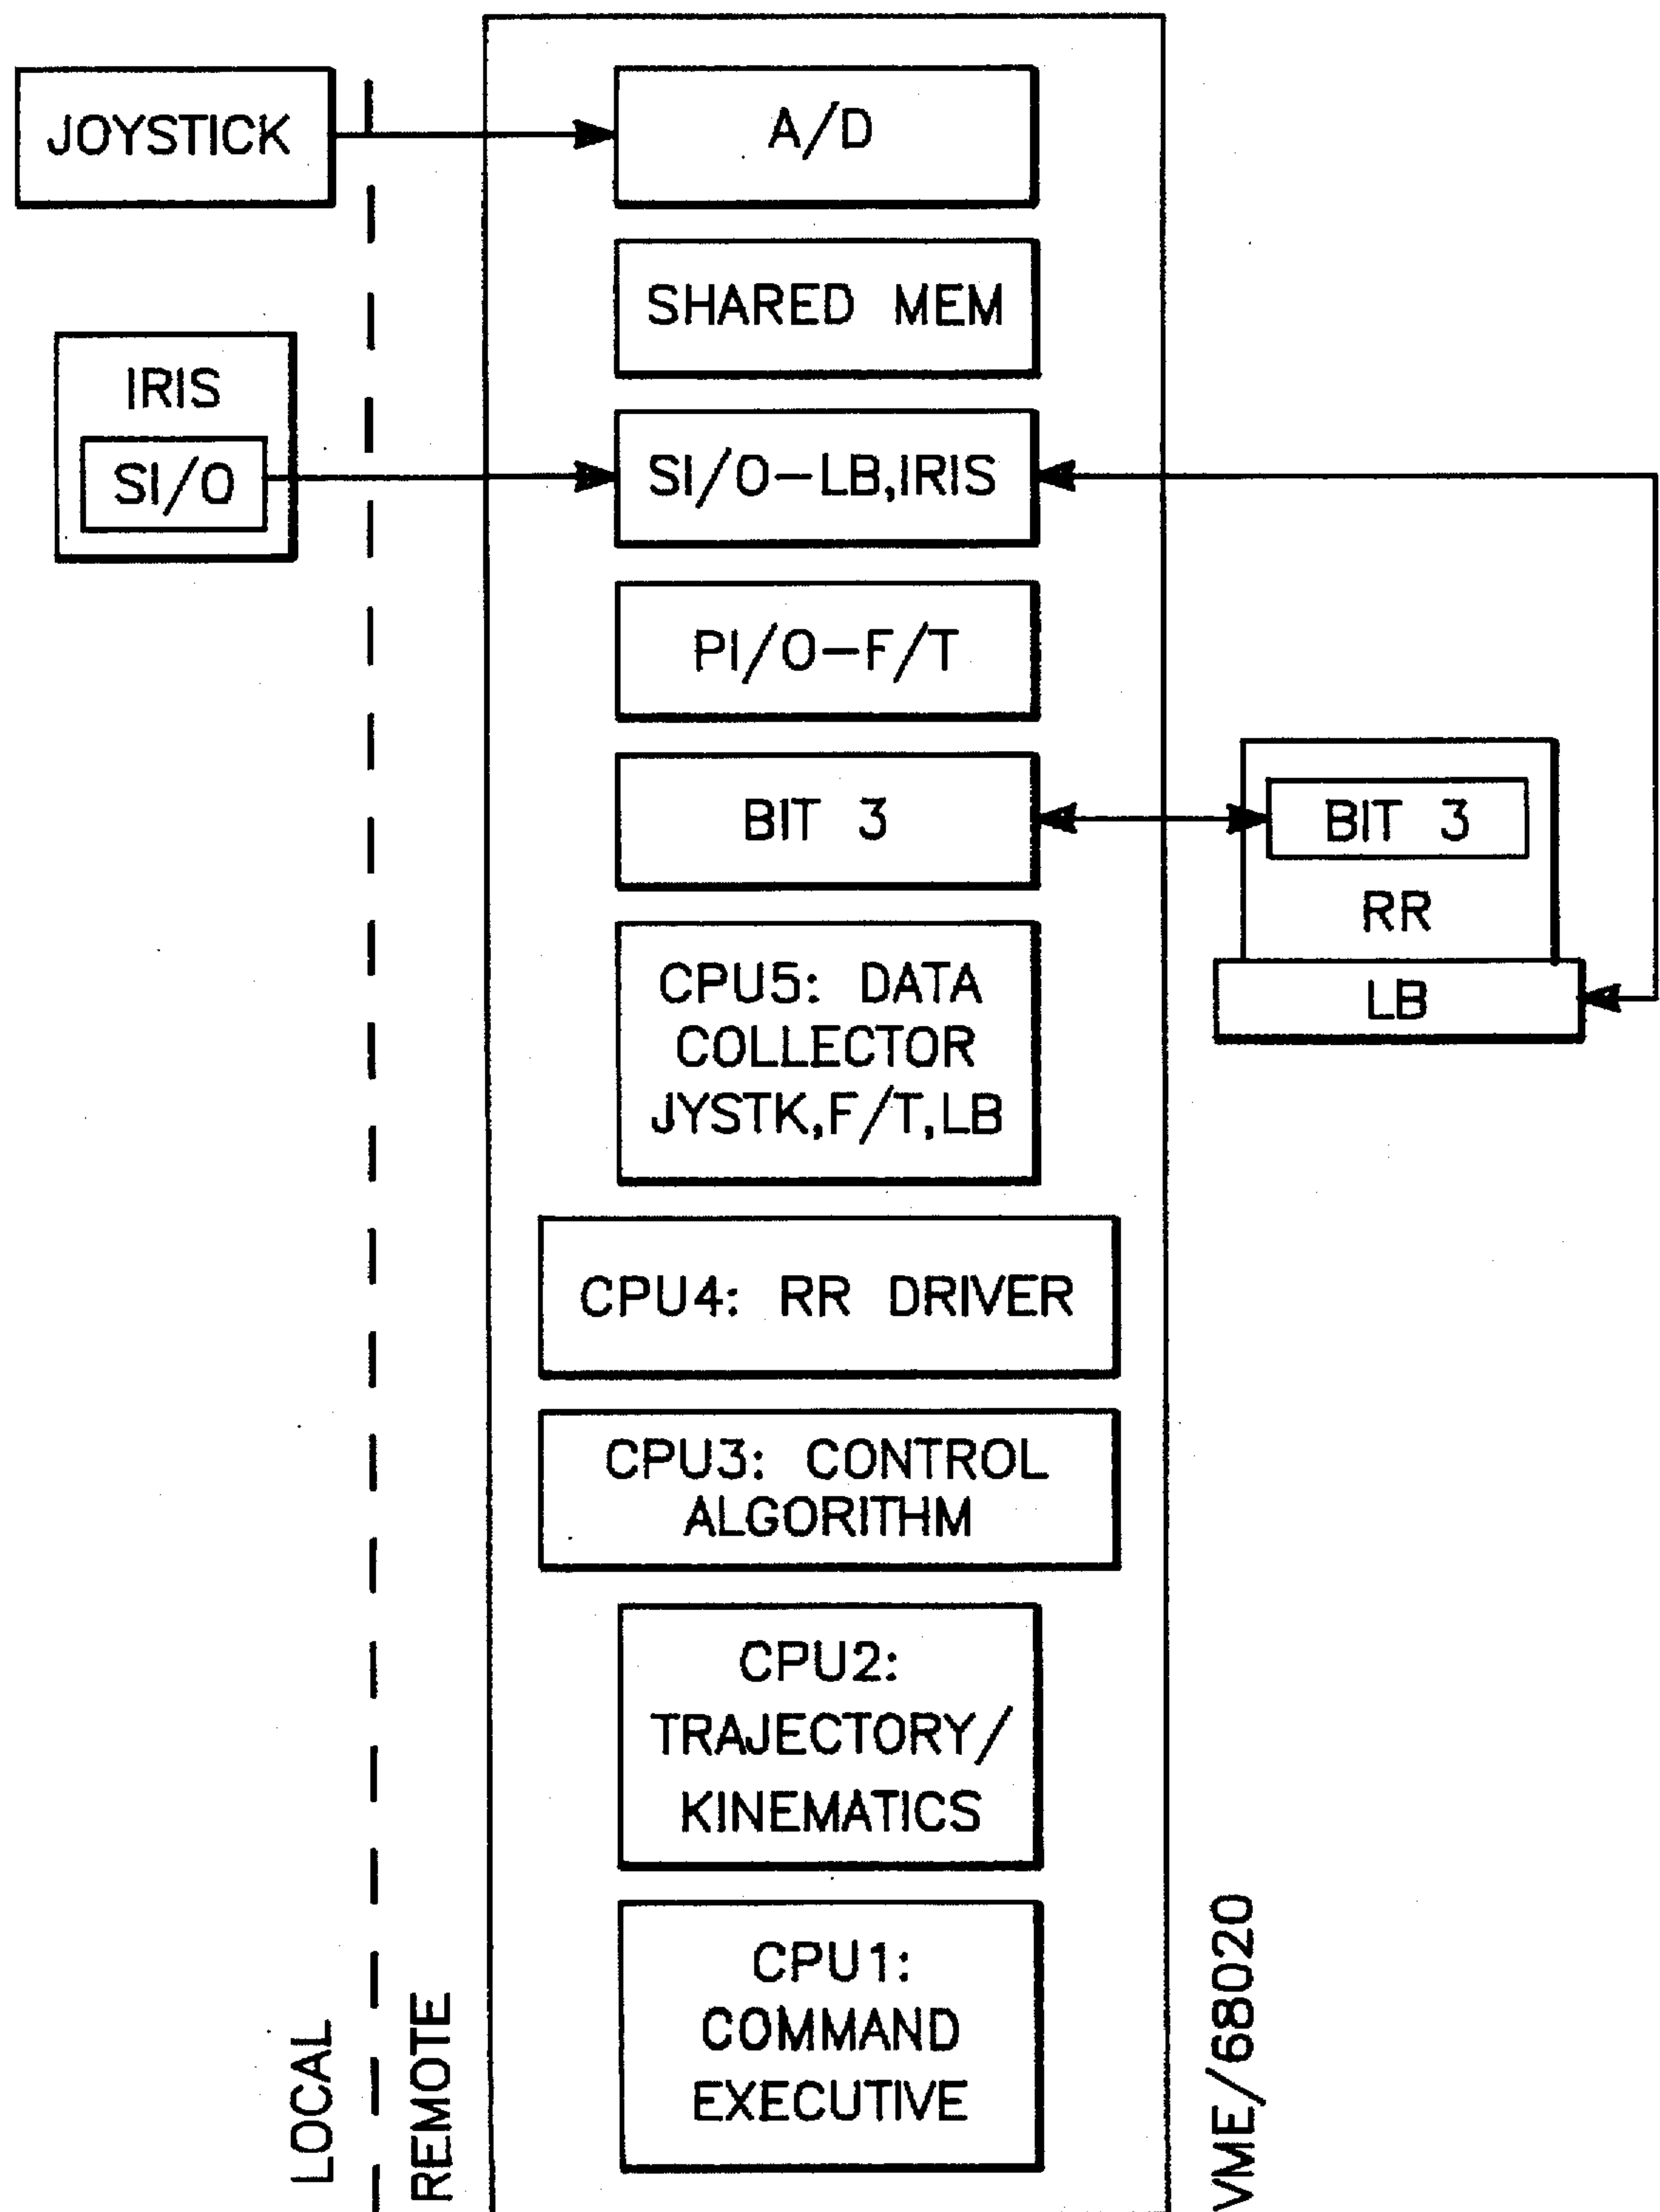 JOYSTICK
A/D
SHARED MEM
IRIS
SI/O
SI/O-LB,IRIS
PI/O-F/T
BIT 3
BIT 3
RR
LB
CPU5: DATA
COLLECTOR
JYSTK,F/T,LB
CPU4: RR DRIVER
CPU3: CONTROL
ALGORITHM
CPU2:
TRAJECTORY/
KINEMATICS
CPU1:
COMMAND
EXECUTIVE
LOCAL
REMOTE
VME/68020